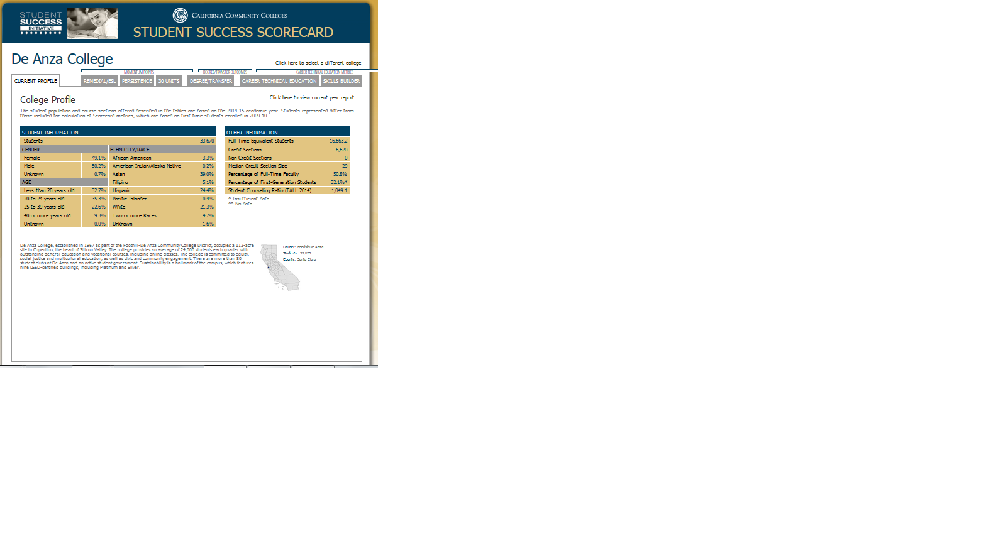 STUDENT
SUCCESS
INITIATIVE
CALIFORNIA COMMUNITY COLLEGES
STUDENT SUCCESS SCORECARD
De Anza College
Click here to select a different college
MOMENTUM POINTS
DEGREE/TRANSFER OUTCOMES
CAREER TECHNICAL EDUCATION METRICS
CURRENT PROFILE
REMEDIAL/ESL
PERSISTENCE
30 UNITS
DEGREE/TRANSFER
CAREER TECHNICAL EDUCATION
SKILLS BUILDER
College Profile
Click here to view current year report
The student population and course sections offered described in the tables are based on the 2014-15 academic year. Students represented differ from
those included for calculation of Scorecard metrics, which are based on first-time students enrolled in 2009-10.
STUDENT INFORMATION
Students 33,670
GENDER ETHNICITY/RACE
Female 49.1% African American 3.3%
Male 50.2% American Indian/Alaska Native 0.2%
Unknown 0.7% Asian 39.0%
AGE Filipino 5.1%
Less than 20 years old 32.7% Hispanic 24.4%
20 to 24 years old 35.3% Pacific Islander 0.4%
25 to 39 years old 22.6% White 21.3%
40 or more years old 9.3% Two or more Races 4.7%
Unknown 0.0% Unknown 1.6%
OTHER INFORMATION
Full Time Equivalent Students 16,663.2
Credit Sections 6,620
Non-Credit Sections 0
Median Credit Section Size 29
Percentage of Full-Time Faculty 50.8%
Percentage of First-Generation Students 32.1%*
Student Counseling Ratio (FALL 2014) 1,049:1
* Insufficient data
** No data
De Anza College, established in 1967 as part of the Foothill-De Anza Community College District, occupies a 112-acre
site in Cupertino, the heart of Silicon Valley. The college provides an average of 24,000 students each quarter with
outstanding general education and vocational courses, including online classes. The college is committed to equity,
social justice and multicultural education, as well as civic and community engagement. There are more than 80
student clubs at De Anza and an active student government. Sustainability is a hallmark of the campus, which features
nine LEED-certified buildings, including Platinum and Silver.
District: Foothill-De Anza
Students: 33,670
County: Santa Clara